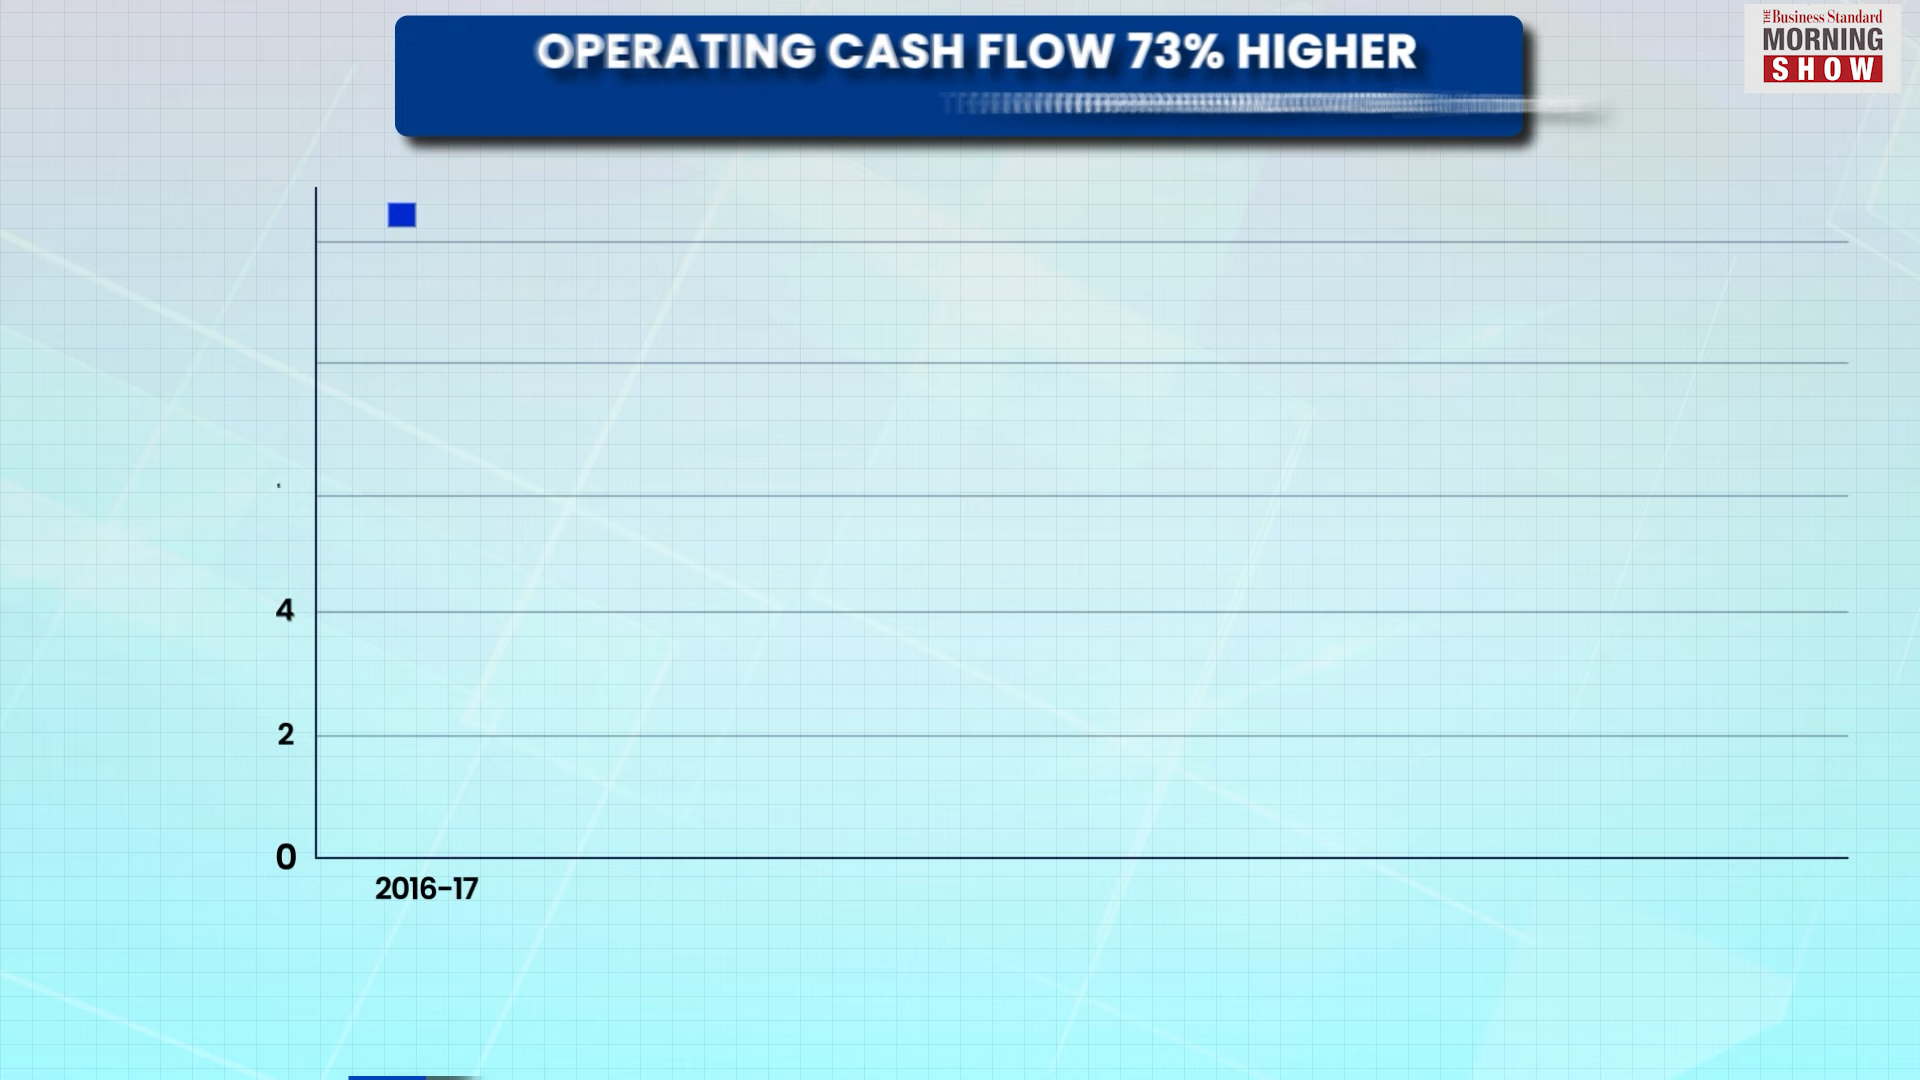 OPERATING CASH FLOW 73% HIGHER
THE Business Standard
MORNING
SHOW
4
2
0
2016-17